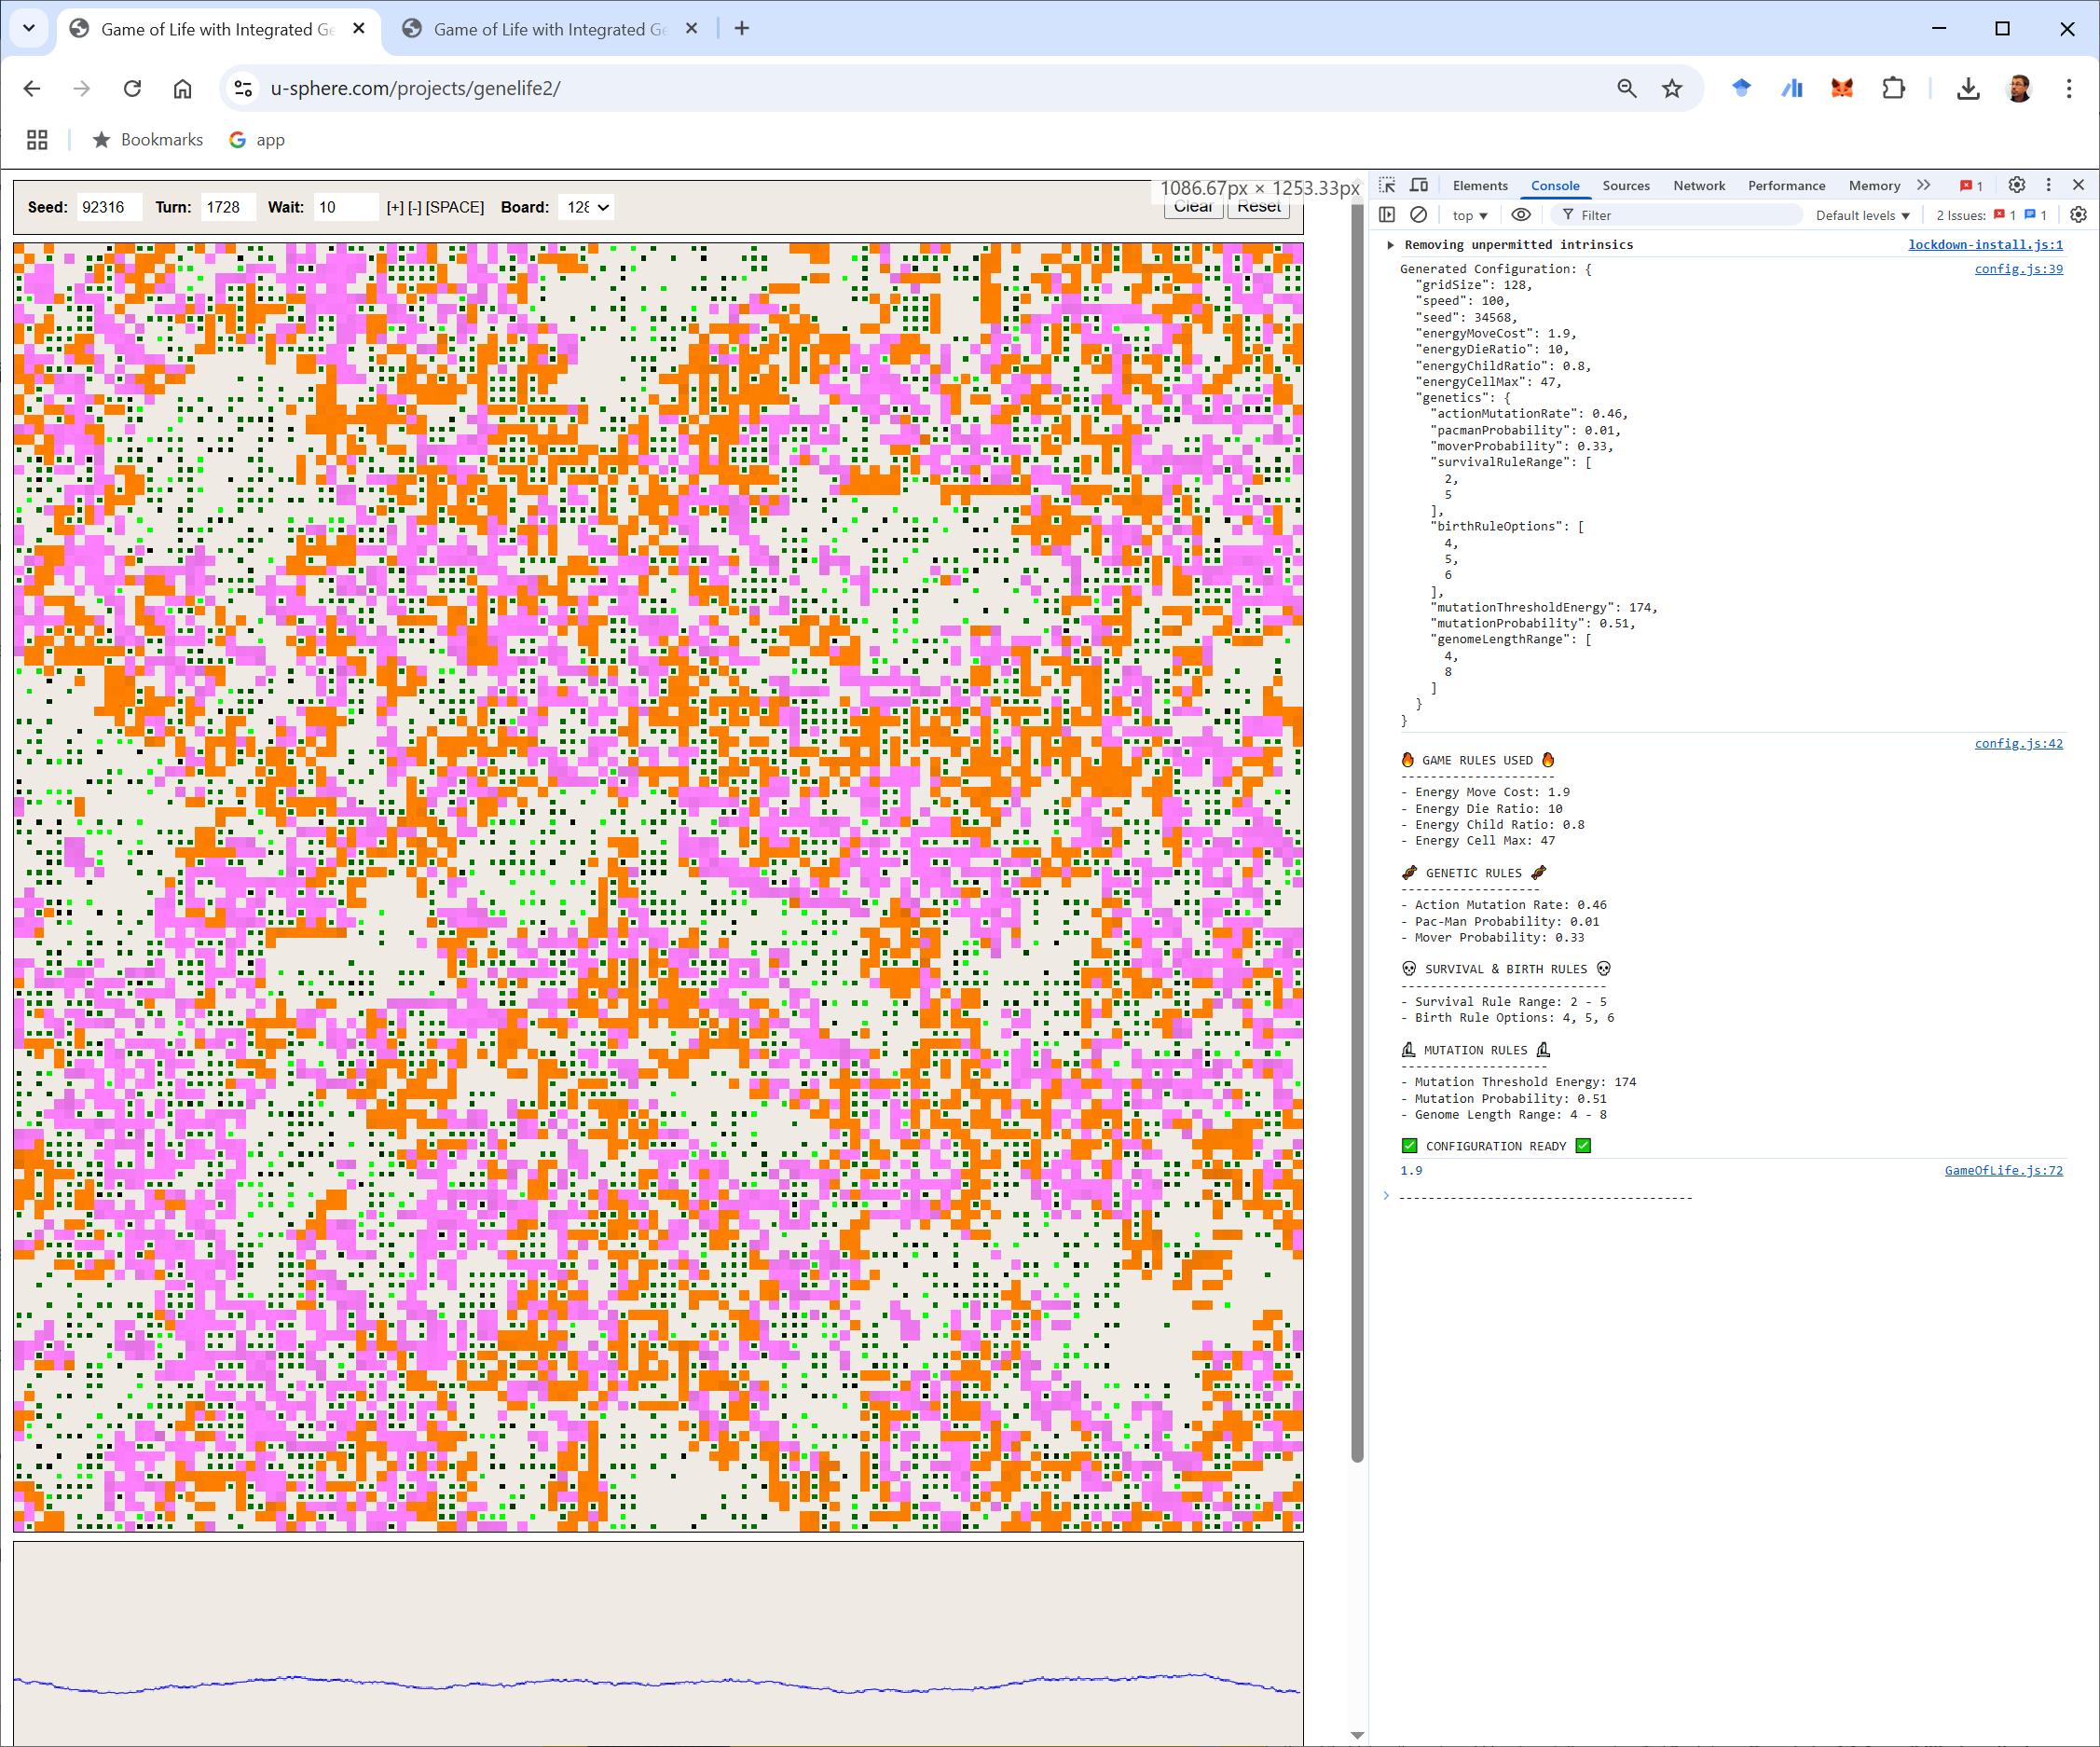 Game of Life with Integrated Ge
Game of Life with Integrated Ge
u-sphere.com/projects/genelife2/
Bookmarks
app
Seed: 92316 Turn: 1728 Wait: 10 [+] [-] [SPACE] Board: 128 Clear Reset
1086.67px × 1253.33px
Elements Console Sources Network Performance Memory 1
top Filter Default levels 2 Issues: 1 1
Removing unpermitted intrinsics lockdown-install.js:1
Generated Configuration: { config.js:39
"gridSize": 128,
"speed": 100,
"seed": 34568,
"energyMoveCost": 1.9,
"energyDieRatio": 10,
"energyChildRatio": 0.8,
"energyCellMax": 47,
"genetics": {
"actionMutationRate": 0.46,
"pacmanProbability": 0.01,
"moverProbability": 0.33,
"survivalRuleRange": [
2,
5
],
"birthRuleOptions": [
4,
5,
6
],
"mutationThresholdEnergy": 174,
"mutationProbability": 0.51,
"genomeLengthRange": [
4,
8
]
}
}
config.js:42
🔥 GAME RULES USED 🔥
---------------------
- Energy Move Cost: 1.9
- Energy Die Ratio: 10
- Energy Child Ratio: 0.8
- Energy Cell Max: 47
GENETIC RULES
-------------------
- Action Mutation Rate: 0.46
- Pac-Man Probability: 0.01
- Mover Probability: 0.33
💀 SURVIVAL & BIRTH RULES 💀
----------------------------
- Survival Rule Range: 2 - 5
- Birth Rule Options: 4, 5, 6
MUTATION RULES
--------------------
- Mutation Threshold Energy: 174
- Mutation Probability: 0.51
- Genome Length Range: 4 - 8
✅ CONFIGURATION READY ✅
1.9 GameOfLife.js:72
----------------------------------------